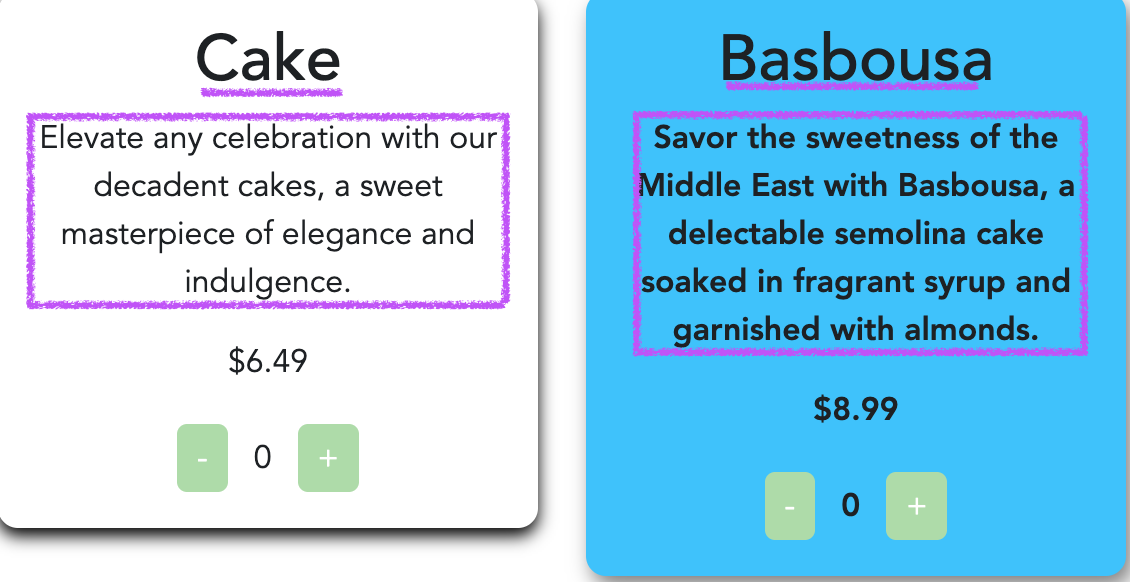 Cake
Elevate any celebration with our
decadent cakes, a sweet
masterpiece of elegance and
indulgence.
$6.49
- 0 +
Basbousa
Savor the sweetness of the
Middle East with Basbousa, a
delectable semolina cake
soaked in fragrant syrup and
garnished with almonds.
$8.99
- 0 +